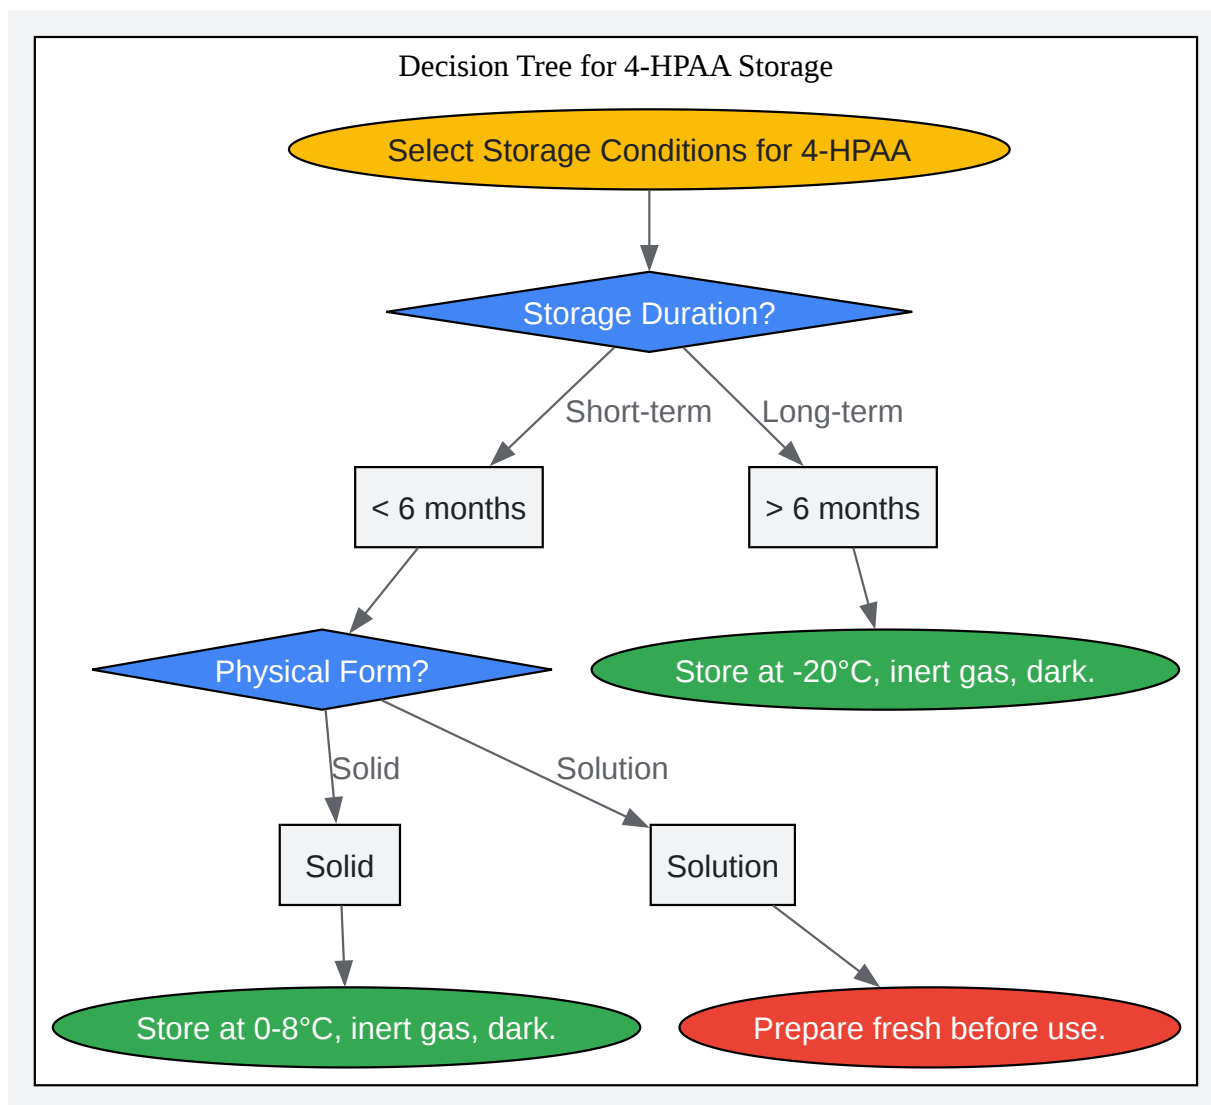 Decision Tree for 4-HPAA Storage
Select Storage Conditions for 4-HPAA
Storage Duration?
Short-term
Long-term
< 6 months
> 6 months
Physical Form?
Store at -20°C, inert gas, dark.
Solid
Solution
Solid
Solution
Store at 0-8°C, inert gas, dark.
Prepare fresh before use.